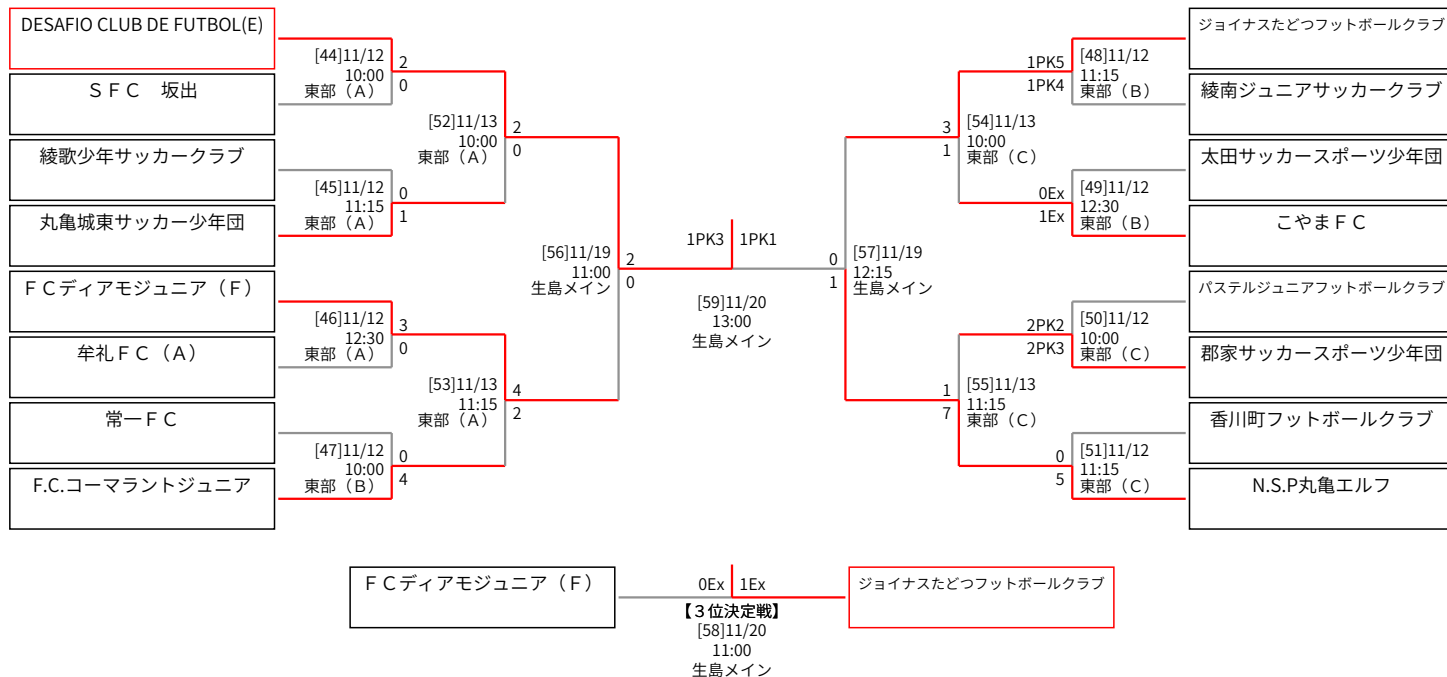 DESAFIO CLUB DE FUTBOL(E)
ＳＦＣ　坂出
綾歌少年サッカークラブ
丸亀城東サッカー少年団
ＦＣディアモジュニア（Ｆ）
牟礼ＦＣ（Ａ）
常一ＦＣ
F.C.コーマラントジュニア
[44]11/12
10:00
東部（Ａ）
2
0
[45]11/12
11:15
東部（Ａ）
0
1
[46]11/12
12:30
東部（Ａ）
3
0
[47]11/12
10:00
東部（Ｂ）
0
4
[52]11/13
10:00
東部（Ａ）
2
0
[53]11/13
11:15
東部（Ａ）
4
2
[56]11/19
11:00
生島メイン
2
0
1PK3
1PK1
[59]11/20
13:00
生島メイン
0
1
[57]11/19
12:15
生島メイン
3
1
[54]11/13
10:00
東部（Ｃ）
1
7
[55]11/13
11:15
東部（Ｃ）
1PK5
1PK4
[48]11/12
11:15
東部（Ｂ）
0Ex
1Ex
[49]11/12
12:30
東部（Ｂ）
2PK2
2PK3
[50]11/12
10:00
東部（Ｃ）
0
5
[51]11/12
11:15
東部（Ｃ）
ジョイナスたどつフットボールクラブ
綾南ジュニアサッカークラブ
太田サッカースポーツ少年団
こやまＦＣ
パステルジュニアフットボールクラブ
郡家サッカースポーツ少年団
香川町フットボールクラブ
N.S.P丸亀エルフ
ＦＣディアモジュニア（Ｆ）
0Ex
1Ex
ジョイナスたどつフットボールクラブ
【３位決定戦】
[58]11/20
11:00
生島メイン